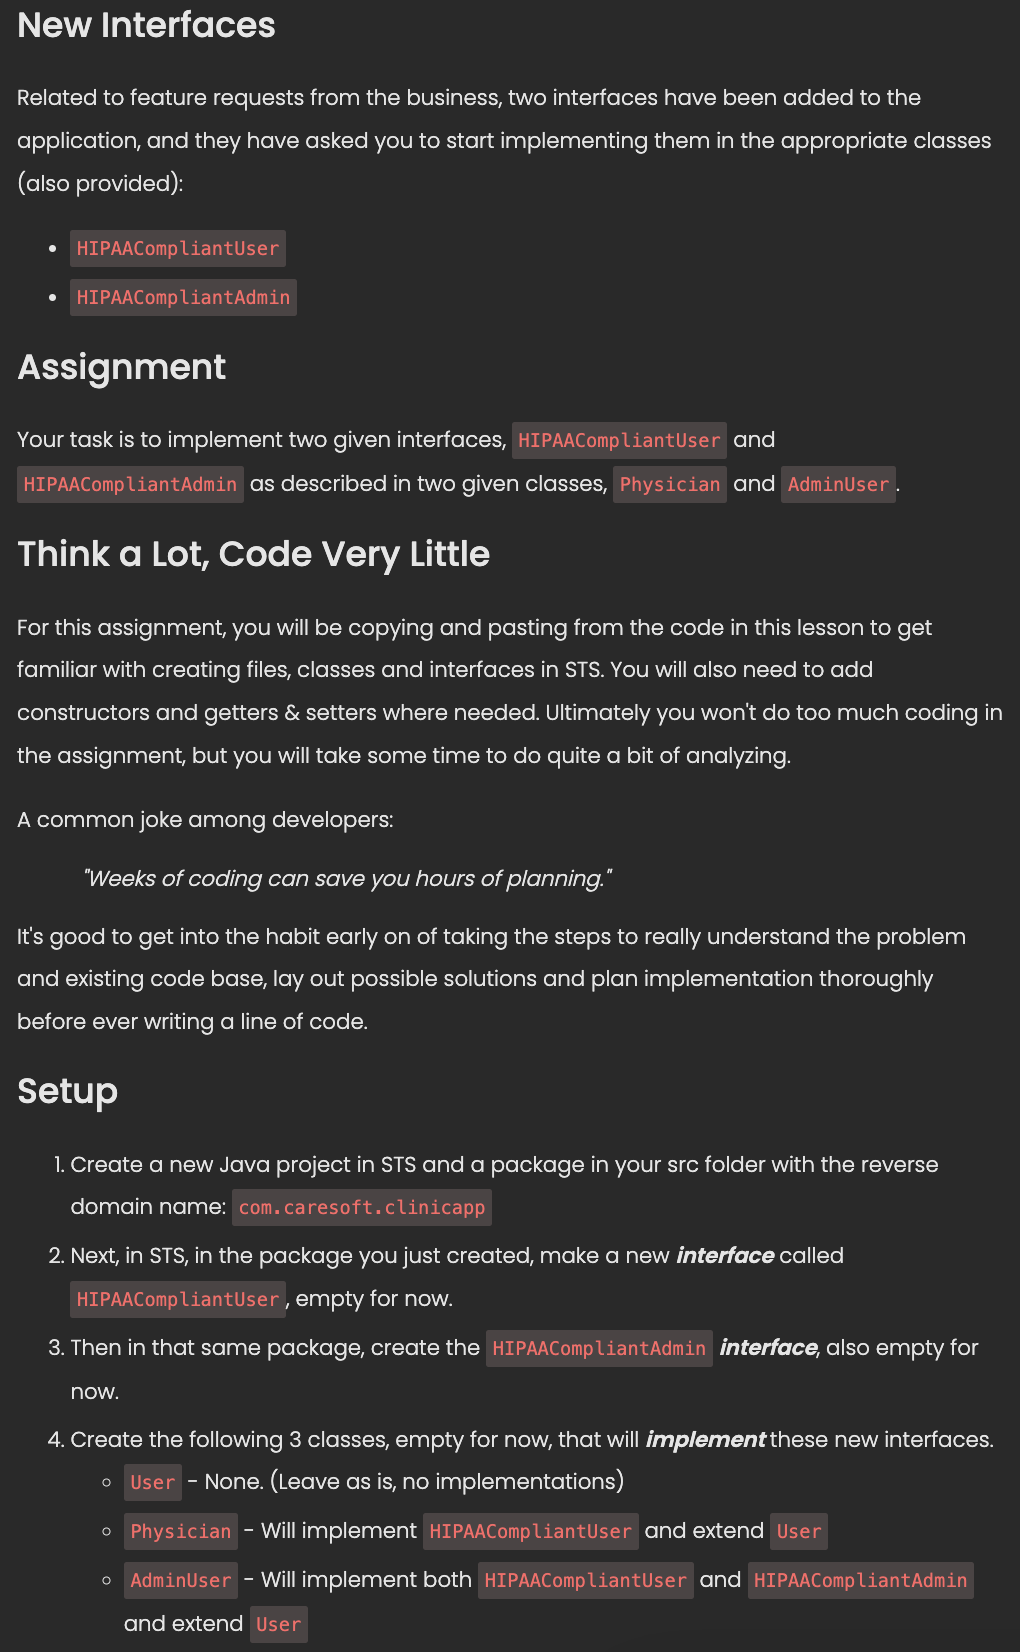 New Interfaces
Related to feature requests from the business, two interfaces have been added to the
application, and they have asked you to start implementing them in the appropriate classes
(also provided):
• HIPAACompliantUser
• HIPAACompliantAdmin
Assignment
Your task is to implement two given interfaces, HIPAACompliantUser and
HIPAACompliantAdmin as described in two given classes, Physician and AdminUser.
Think a Lot, Code Very Little
For this assignment, you will be copying and pasting from the code in this lesson to get
familiar with creating files, classes and interfaces in STS. You will also need to add
constructors and getters & setters where needed. Ultimately you won't do too much coding in
the assignment, but you will take some time to do quite a bit of analyzing.
A common joke among developers:
"Weeks of coding can save you hours of planning."
It's good to get into the habit early on of taking the steps to really understand the problem
and existing code base, lay out possible solutions and plan implementation thoroughly
before ever writing a line of code.
Setup
1. Create a new Java project in STS and a package in your src folder with the reverse
domain name: com.caresoft.clinicapp
2. Next, in STS, in the package you just created, make a new interface called
HIPAACompliantUser, empty for now.
3. Then in that same package, create the HIPAACompliantAdmin interface, also empty for
now.
4. Create the following 3 classes, empty for now, that will implement these new interfaces.
◦ User - None. (Leave as is, no implementations)
◦ Physician - Will implement HIPAACompliantUser and extend User
◦ AdminUser - Will implement both HIPAACompliantUser and HIPAACompliantAdmin
and extend User